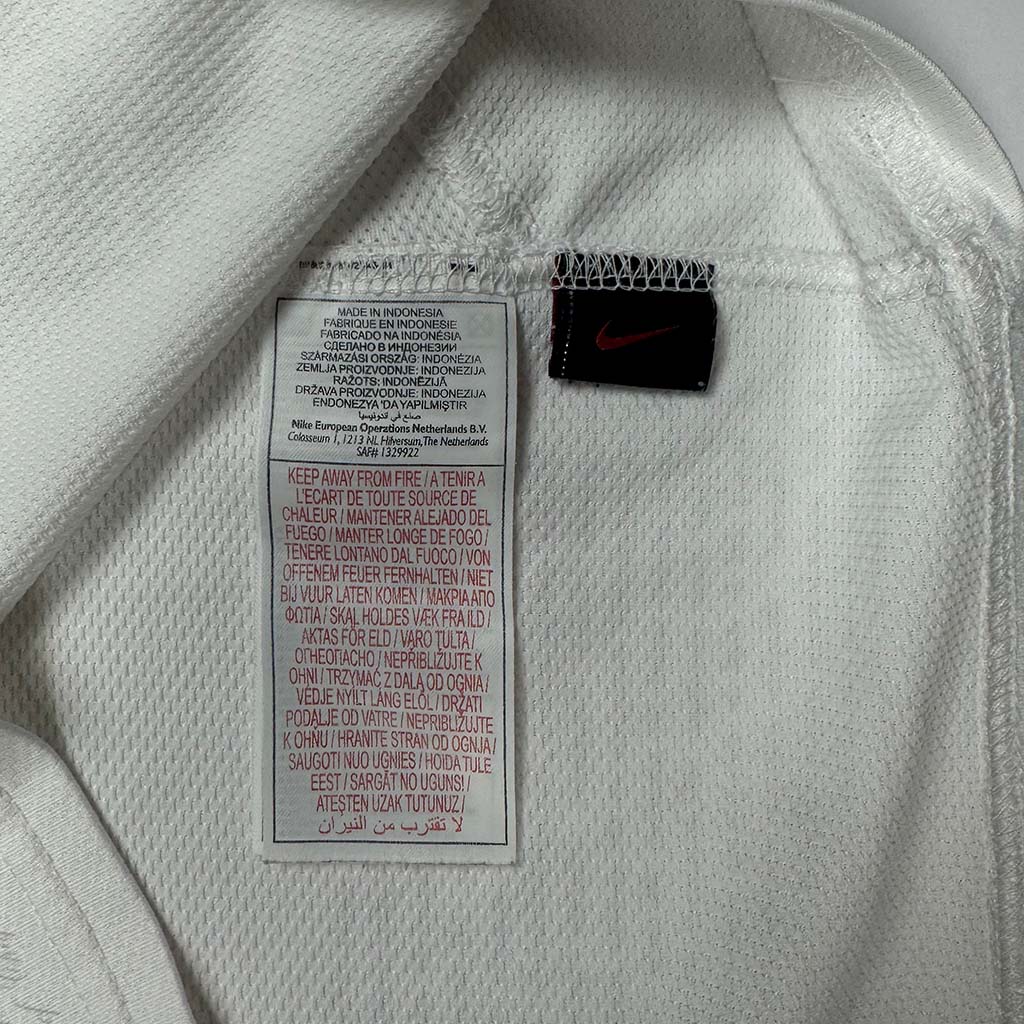 MADE IN INDONESIA
FABRIQUE EN INDONESIE
FABRICADO NA INDONÉSIA
СДЕЛАНО В ИНДОНЕЗИИ
SZÁRMAZÁSI ORSZÁG: INDONÉZIA
ZEMLJA PROIZVODNJE: INDONEZIJA
RAŽOTS: INDONĒZIJĀ
DRŽAVA PROIZVODNJE: INDONEZIJA
ENDONEZYA 'DA YAPILMIŞTIR
صنع في اندونيسيا
Nike European Operations Netherlands B.V.
Colosseum 1, 1213 NL Hilversum, The Netherlands
SAF# 1329922
KEEP AWAY FROM FIRE / A TENIR A
L'ECART DE TOUTE SOURCE DE
CHALEUR / MANTENER ALEJADO DEL
FUEGO / MANTER LONGE DE FOGO /
TENERE LONTANO DAL FUOCO / VON
OFFENEM FEUER FERNHALTEN / NIET
BIJ VUUR LATEN KOMEN / ΜΑΚΡΙΑ ΑΠΟ
ΦΩΤΙΑ / SKAL HOLDES VÆK FRA ILD /
AKTAS FÖR ELD / VARO TULTA /
ОГНЕОПАСНО / NEPŘIBLIŽUJTE K
OHNI / TRZYMAĆ Z DALA OD OGNIA /
VÉDJE NYÍLT LÁNG ELŐL / DRŽATI
PODALJE OD VATRE / NEPRIBLIŽUJTE
K OHŇU / HRANITE STRAN OD OGNJA /
SAUGOTI NUO UGNIES / HOIDA TULE
EEST / SARGĀT NO UGUNS! /
ATEŞTEN UZAK TUTUNUZ /
لا تقترب من النيران